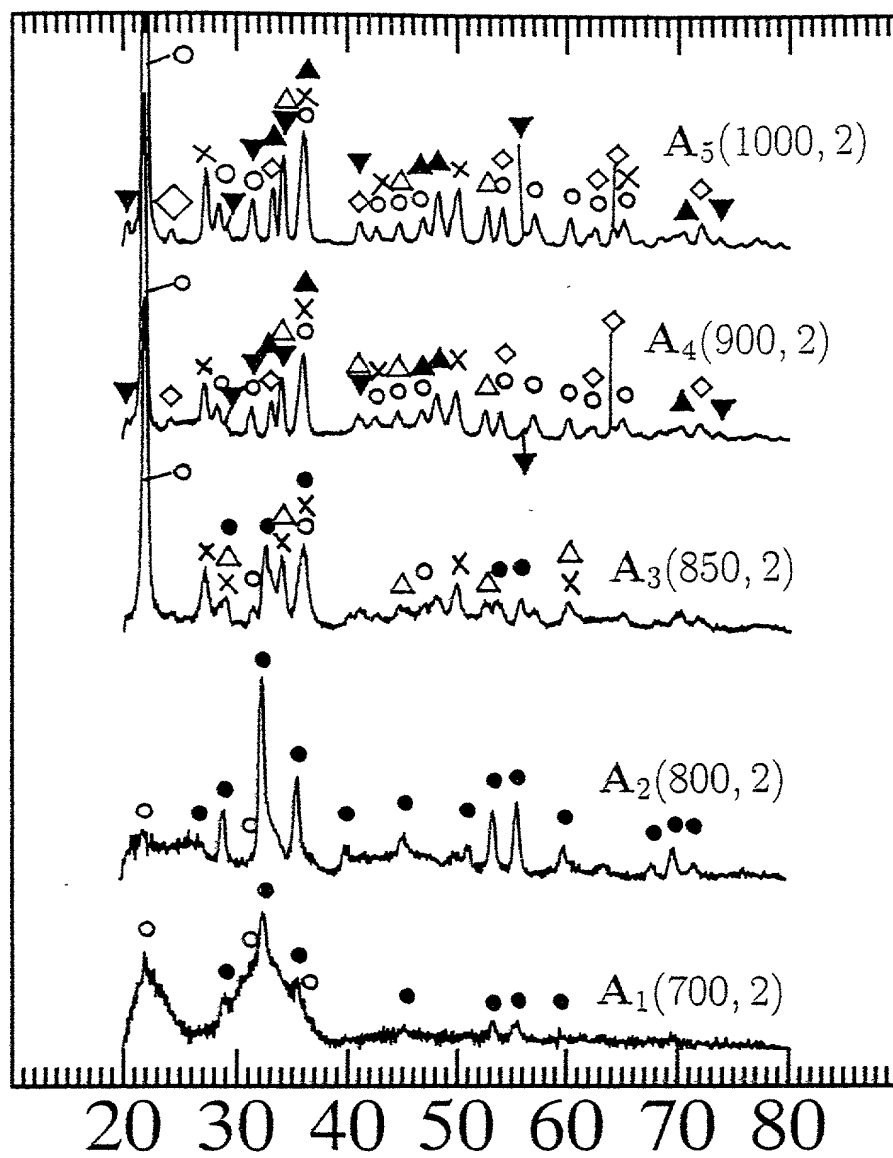 A₅(1000, 2)
A₄(900, 2)
A₃(850, 2)
A₂(800, 2)
A₁(700, 2)
20 30 40 50 60 70 80